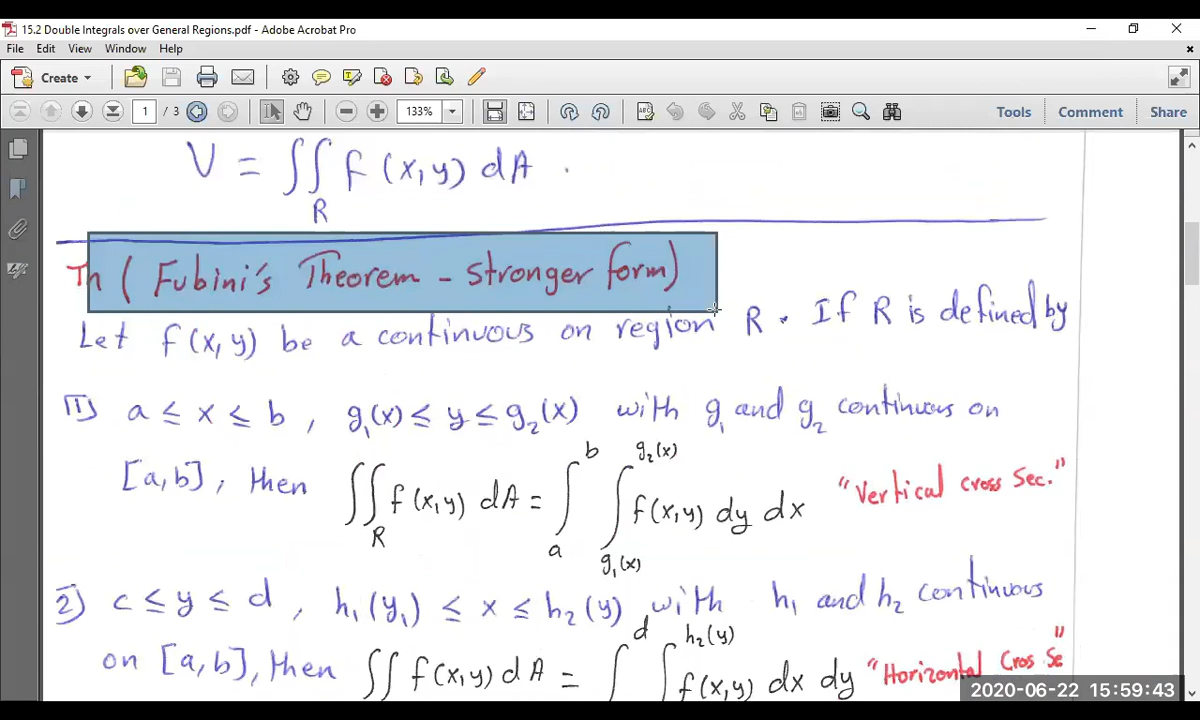 15.2 Double Integrals over General Regions.pdf - Adobe Acrobat Pro
File Edit View Window Help
Create
1 / 3 133% Tools Comment Share
V = ∬ f(x,y) dA .
R
Th ( Fubini's Theorem - stronger form)
Let f(x,y) be a continuous on region R . If R is defined by
1) a ≤ x ≤ b , g₁(x) ≤ y ≤ g₂(x) with g₁ and g₂ continuous on
b g₂(x)
[a,b], then ∬ f(x,y) dA = ∫ ∫ f(x,y) dy dx "Vertical cross Sec."
R a g₁(x)
2) c ≤ y ≤ d , h₁(y₁) ≤ x ≤ h₂(y) with h₁ and h₂ continuous
d h₂(y)
on [a,b], then ∬ f(x,y) dA = ∫ ∫ f(x,y) dx dy "Horizontal Cros Se"
2020-06-22 15:59:43